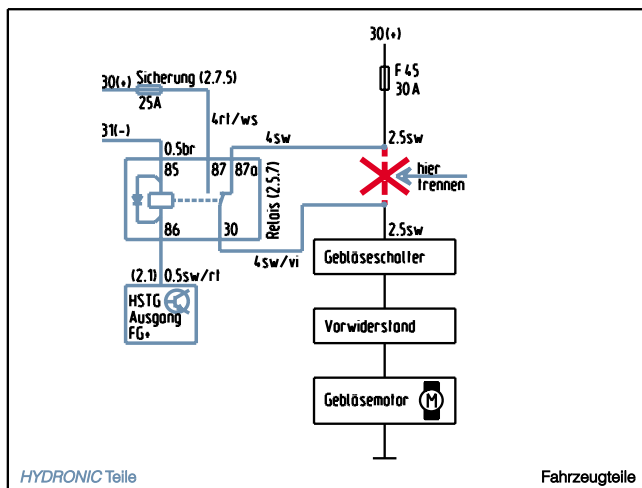 30(+)
F 45
30A
Sicherung (2.7.5)
30(+)
25A
4rt/ws
31(-)
4sw
2.5sw
0.5br
85
87
87a
hier
trennen
Relais (2.5.7)
86
30
2.5sw
4sw/vi
Gebläseschalter
(2.1)
0.5sw/rt
HSTG
Ausgang
FG+
Vorwiderstand
Gebläsemotor
M
HYDRONIC Teile
Fahrzeugteile